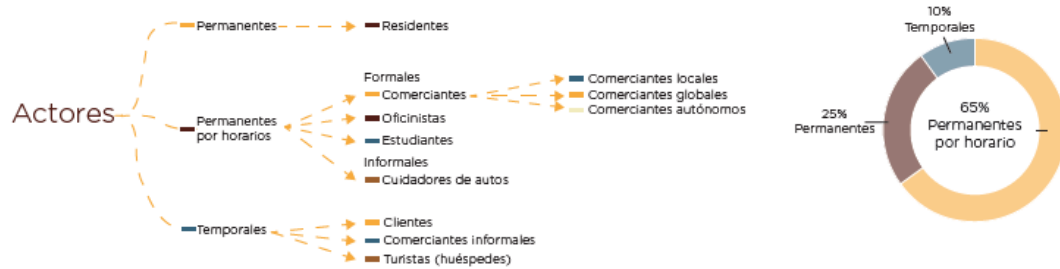 Actores
Permanentes
Residentes
Permanentes
por horarios
Formales
Comerciantes
Comerciantes locales
Comerciantes globales
Comerciantes autónomos
Oficinistas
Estudiantes
Informales
Cuidadores de autos
Temporales
Clientes
Comerciantes informales
Turistas (huéspedes)
10%
Temporales
25%
Permanentes
65%
Permanentes
por horario